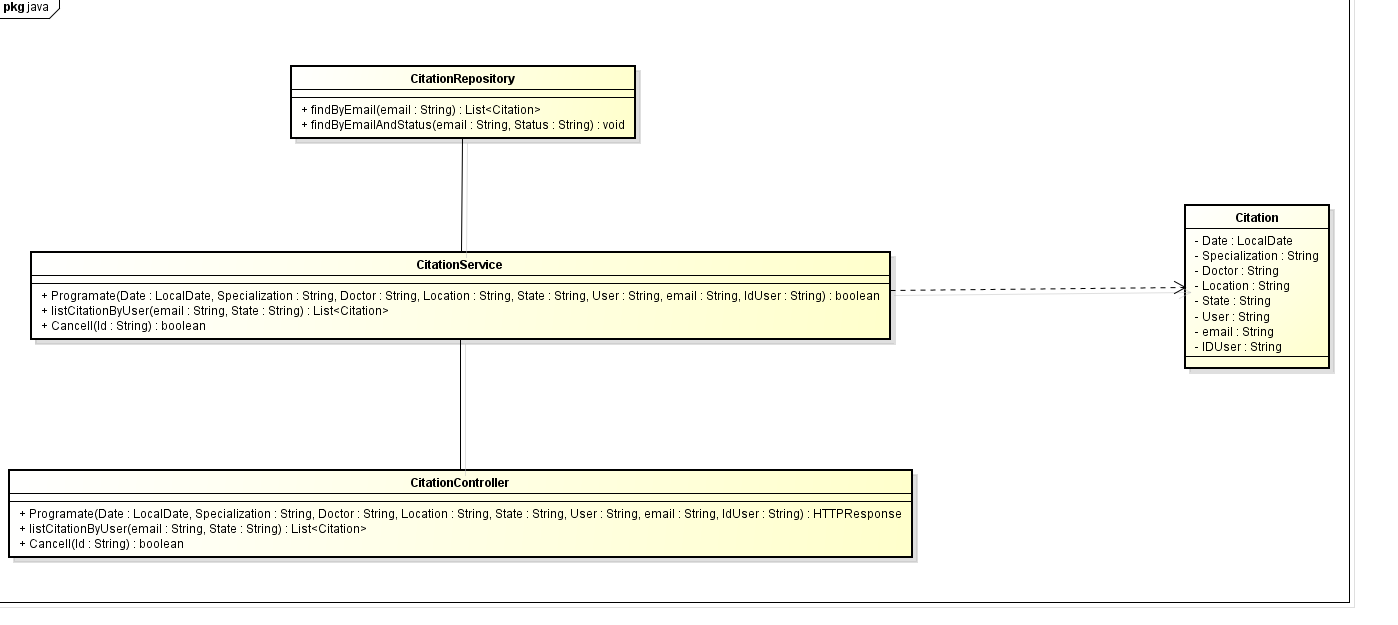 pkg java
CitationRepository
+ findByEmail(email : String) : List<Citation>
+ findByEmailAndStatus(email : String, Status : String) : void
CitationService
+ Programate(Date : LocalDate, Specialization : String, Doctor : String, Location : String, State : String, User : String, email : String, IdUser : String) : boolean
+ listCitationByUser(email : String, State : String) : List<Citation>
+ Cancell(Id : String) : boolean
Citation
- Date : LocalDate
- Specialization : String
- Doctor : String
- Location : String
- State : String
- User : String
- email : String
- IDUser : String
CitationController
+ Programate(Date : LocalDate, Specialization : String, Doctor : String, Location : String, State : String, User : String, email : String, IdUser : String) : HTTPResponse
+ listCitationByUser(email : String, State : String) : List<Citation>
+ Cancell(Id : String) : boolean